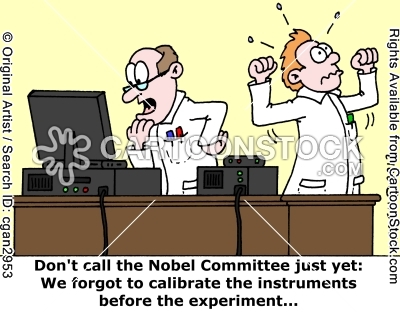 © Original Artist / Search ID: cgan2953
Rights Available from CartoonStock.com
CARTOONSTOCK
.com
Don't call the Nobel Committee just yet:
We forgot to calibrate the instruments
before the experiment...